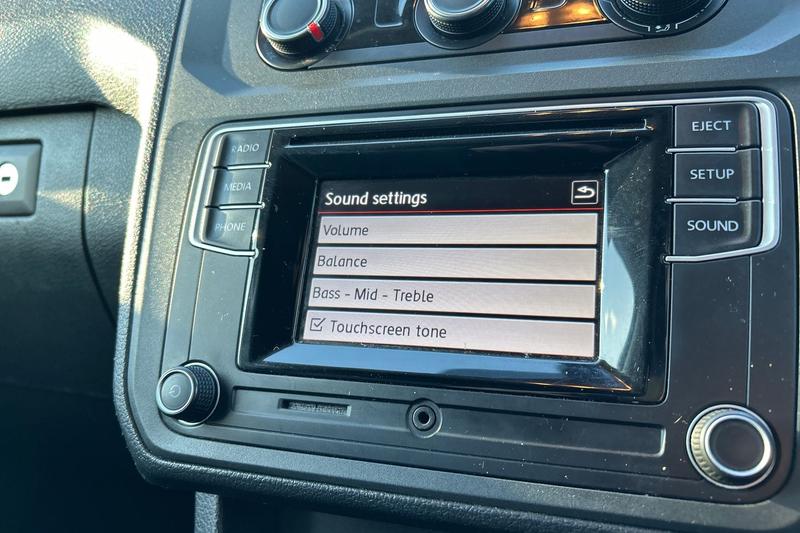 RADIO
MEDIA
PHONE
Sound settings
Volume
Balance
Bass - Mid - Treble
Touchscreen tone
EJECT
SETUP
SOUND